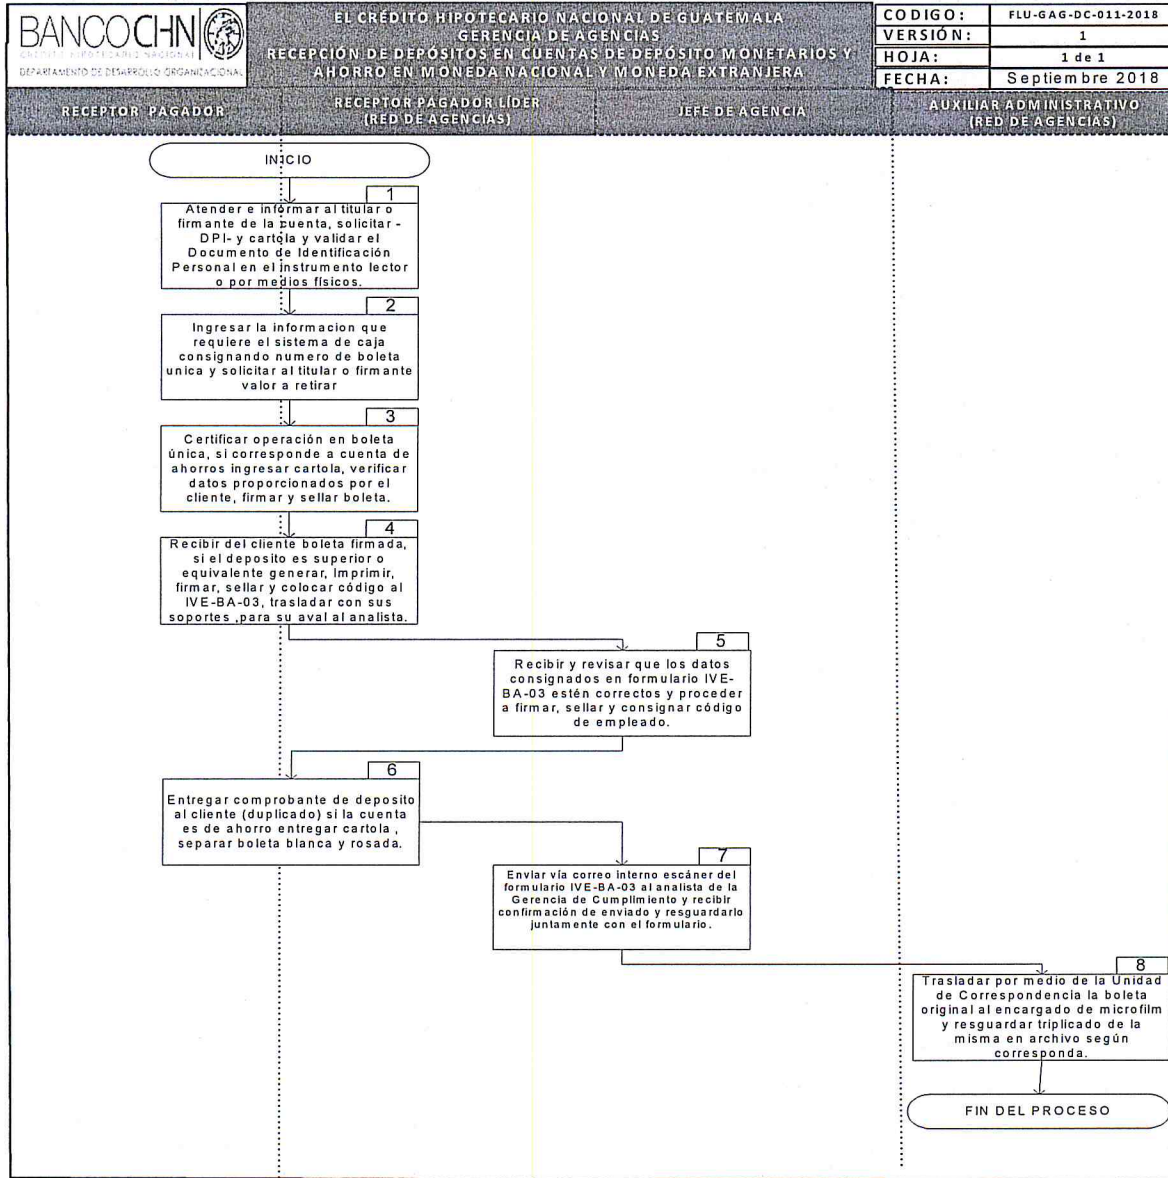 BANCOCHN
CRÉDITO HIPOTECARIO NACIONAL
DEPARTAMENTO DE DESARROLLO ORGANIZACIONAL
EL CRÉDITO HIPOTECARIO NACIONAL DE GUATEMALA
GERENCIA DE AGENCIAS
RECEPCIÓN DE DEPÓSITOS EN CUENTAS DE DEPÓSITO MONETARIOS Y
AHORRO EN MONEDA NACIONAL Y MONEDA EXTRANJERA
CODIGO: FLU-GAG-DC-011-2018
VERSIÓN: 1
HOJA: 1 de 1
FECHA: Septiembre 2018
RECEPTOR PAGADOR
RECEPTOR PAGADOR LÍDER
(RED DE AGENCIAS)
JEFE DE AGENCIA
AUXILIAR ADMINISTRATIVO
(RED DE AGENCIAS)
INICIO
1
Atender e informar al titular o
firmante de la cuenta, solicitar -
DPI- y cartola y validar el
Documento de Identificación
Personal en el instrumento lector
o por medios físicos.
2
Ingresar la informacion que
requiere el sistema de caja
consignando numero de boleta
unica y solicitar al titular o firmante
valor a retirar
3
Certificar operación en boleta
única, si corresponde a cuenta de
ahorros ingresar cartola, verificar
datos proporcionados por el
cliente, firmar y sellar boleta.
4
Recibir del cliente boleta firmada,
si el deposito es superior o
equivalente generar, Imprimir,
firmar, sellar y colocar código al
IVE-BA-03, trasladar con sus
soportes ,para su aval al analista.
5
Recibir y revisar que los datos
consignados en formulario IVE-
BA-03 estén correctos y proceder
a firmar, sellar y consignar código
de empleado.
6
Entregar comprobante de deposito
al cliente (duplicado) si la cuenta
es de ahorro entregar cartola ,
separar boleta blanca y rosada.
7
Enviar vía correo interno escáner del
formulario IVE-BA-03 al analista de la
Gerencia de Cumplimiento y recibir
confirmación de enviado y resguardarlo
juntamente con el formulario.
8
Trasladar por medio de la Unidad
de Correspondencia la boleta
original al encargado de microfilm
y resguardar triplicado de la
misma en archivo según
corresponda.
FIN DEL PROCESO